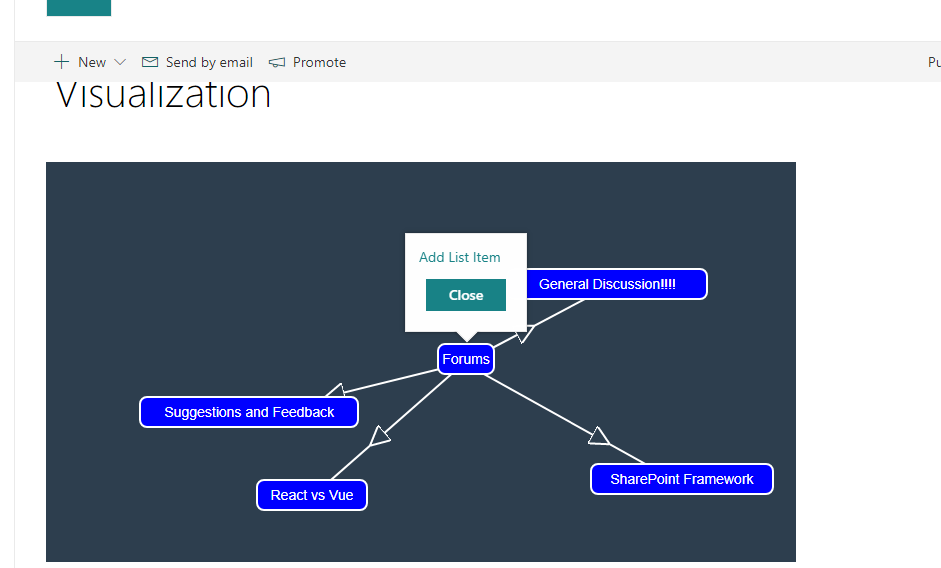 New Send by email Promote
Visualization
Add List Item
Close
General Discussion!!!!
Forums
Suggestions and Feedback
SharePoint Framework
React vs Vue